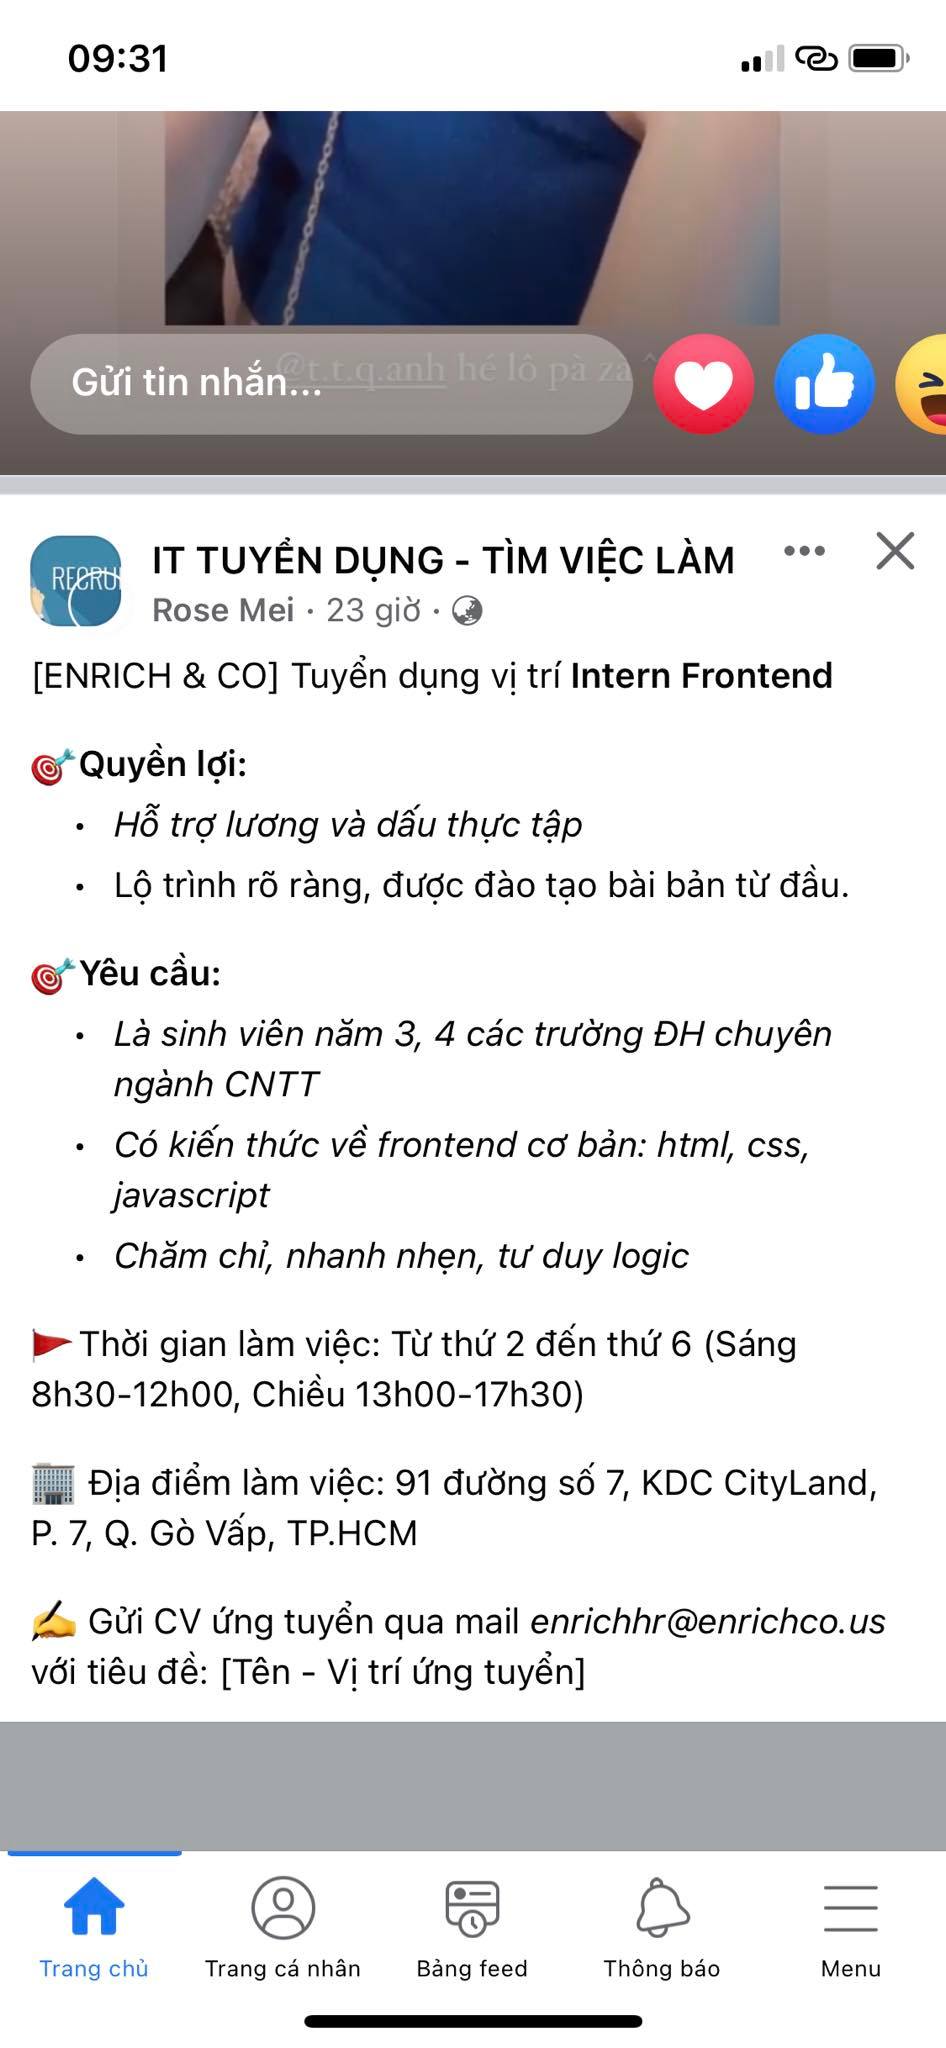 09:31
@t.t.q.anh hé lô pà zà
Gửi tin nhắn...
RECRU
IT TUYỂN DỤNG - TÌM VIỆC LÀM
Rose Mei · 23 giờ ·
[ENRICH & CO] Tuyển dụng vị trí Intern Frontend
🎯Quyền lợi:
• Hỗ trợ lương và dấu thực tập
• Lộ trình rõ ràng, được đào tạo bài bản từ đầu.
🎯Yêu cầu:
• Là sinh viên năm 3, 4 các trường ĐH chuyên
ngành CNTT
• Có kiến thức về frontend cơ bản: html, css,
javascript
• Chăm chỉ, nhanh nhẹn, tư duy logic
🚩Thời gian làm việc: Từ thứ 2 đến thứ 6 (Sáng
8h30-12h00, Chiều 13h00-17h30)
🏢 Địa điểm làm việc: 91 đường số 7, KDC CityLand,
P. 7, Q. Gò Vấp, TP.HCM
✍️ Gửi CV ứng tuyển qua mail enrichhr@enrichco.us
với tiêu đề: [Tên - Vị trí ứng tuyển]
Trang chủ
Trang cá nhân
Bảng feed
Thông báo
Menu